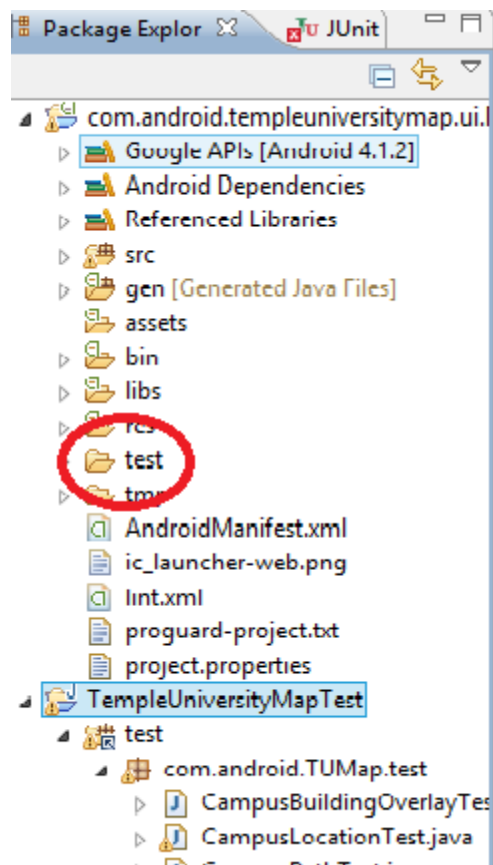 Package Explor JUnit
com.android.templeuniversitymap.ui.l
Google APIs [Android 4.1.2]
Android Dependencies
Referenced Libraries
src
gen [Generated Java Files]
assets
bin
libs
res
test
tmp
AndroidManifest.xml
ic_launcher-web.png
lint.xml
proguard-project.txt
project.properties
TempleUniversityMapTest
test
com.android.TUMap.test
CampusBuildingOverlayTes
CampusLocationTest.java